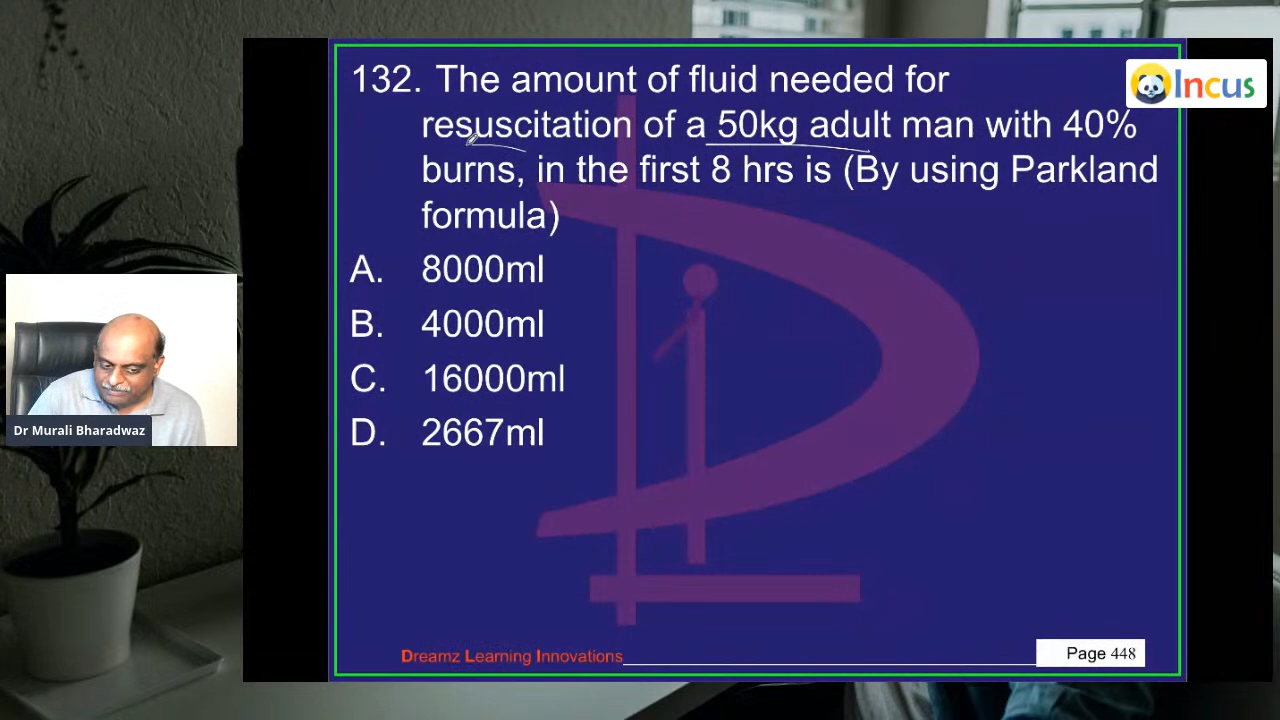 Incus
132. The amount of fluid needed for
resuscitation of a 50kg adult man with 40%
burns, in the first 8 hrs is (By using Parkland
formula)
A. 8000ml
B. 4000ml
C. 16000ml
D. 2667ml
Dr Murali Bharadwaz
Dreamz Learning Innovations
Page 448